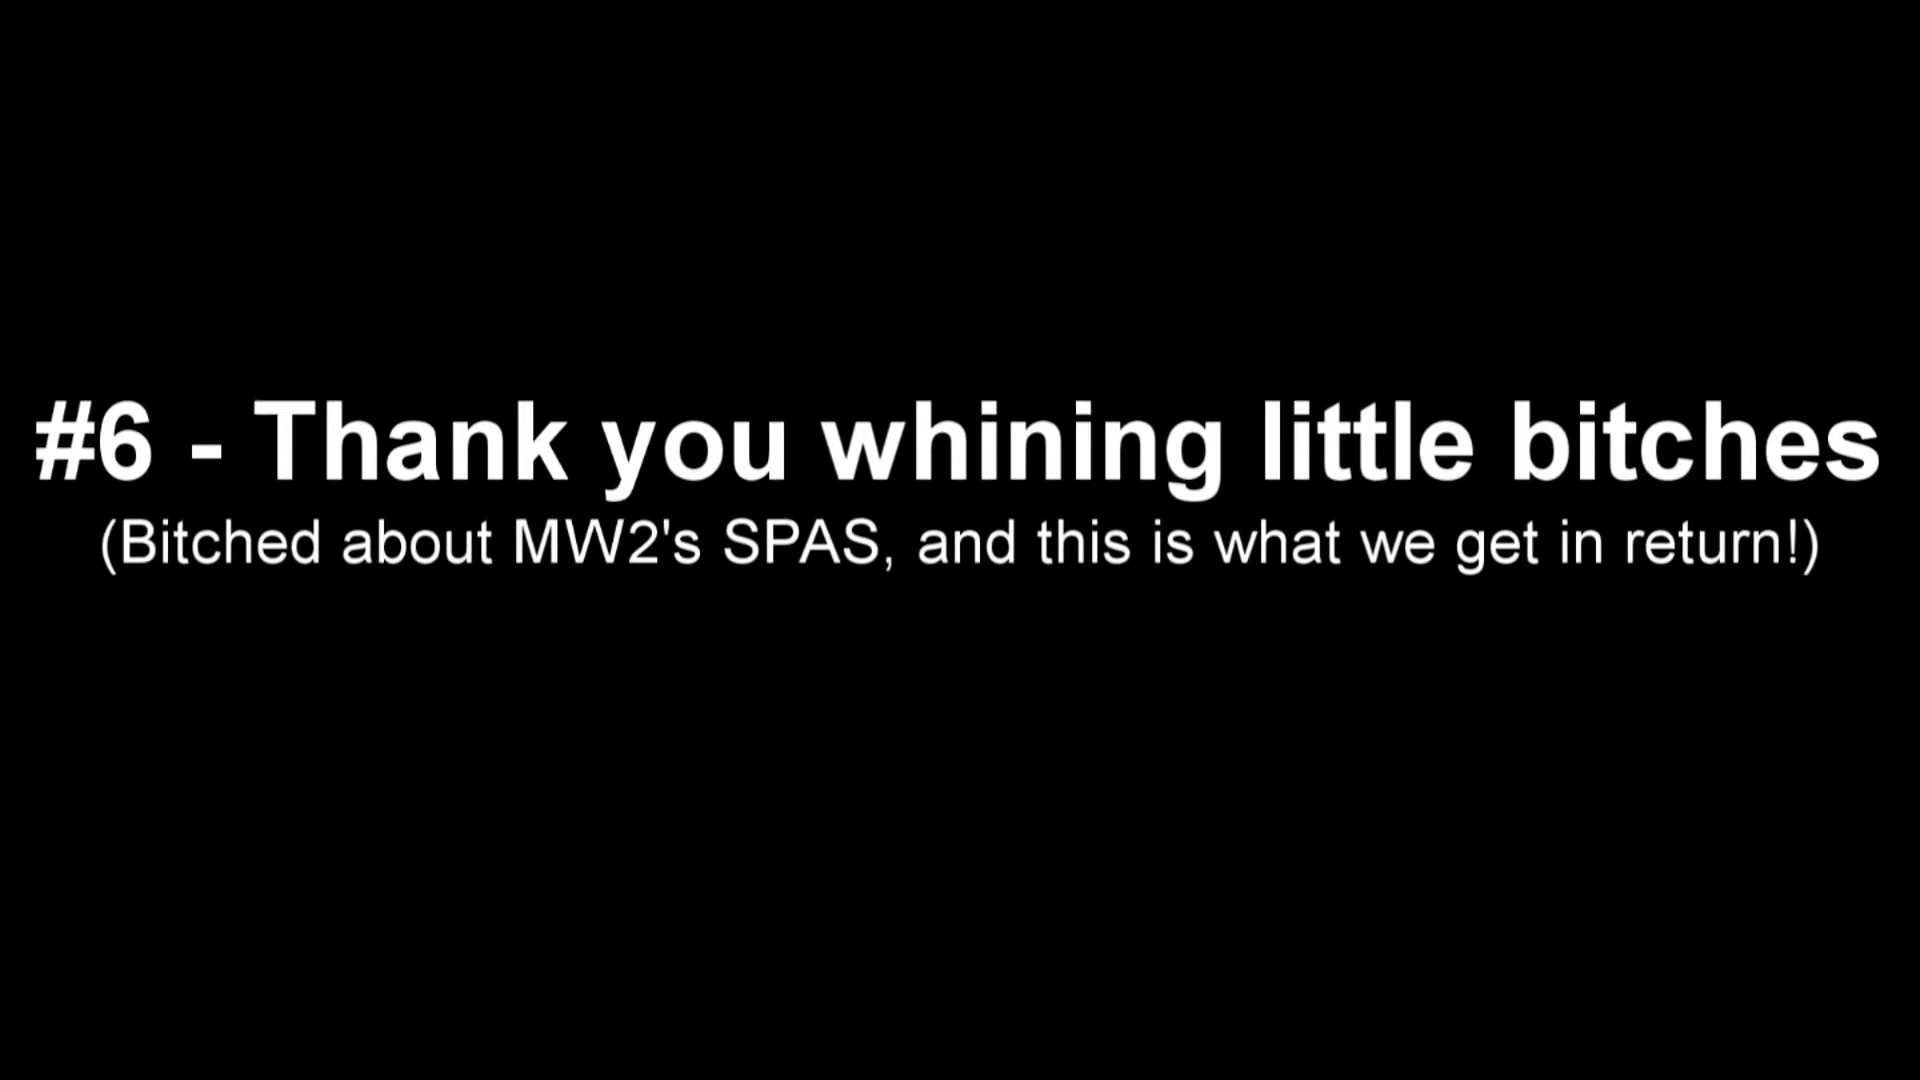 #6 - Thank you whining little bitches
(Bitched about MW2's SPAS, and this is what we get in return!)